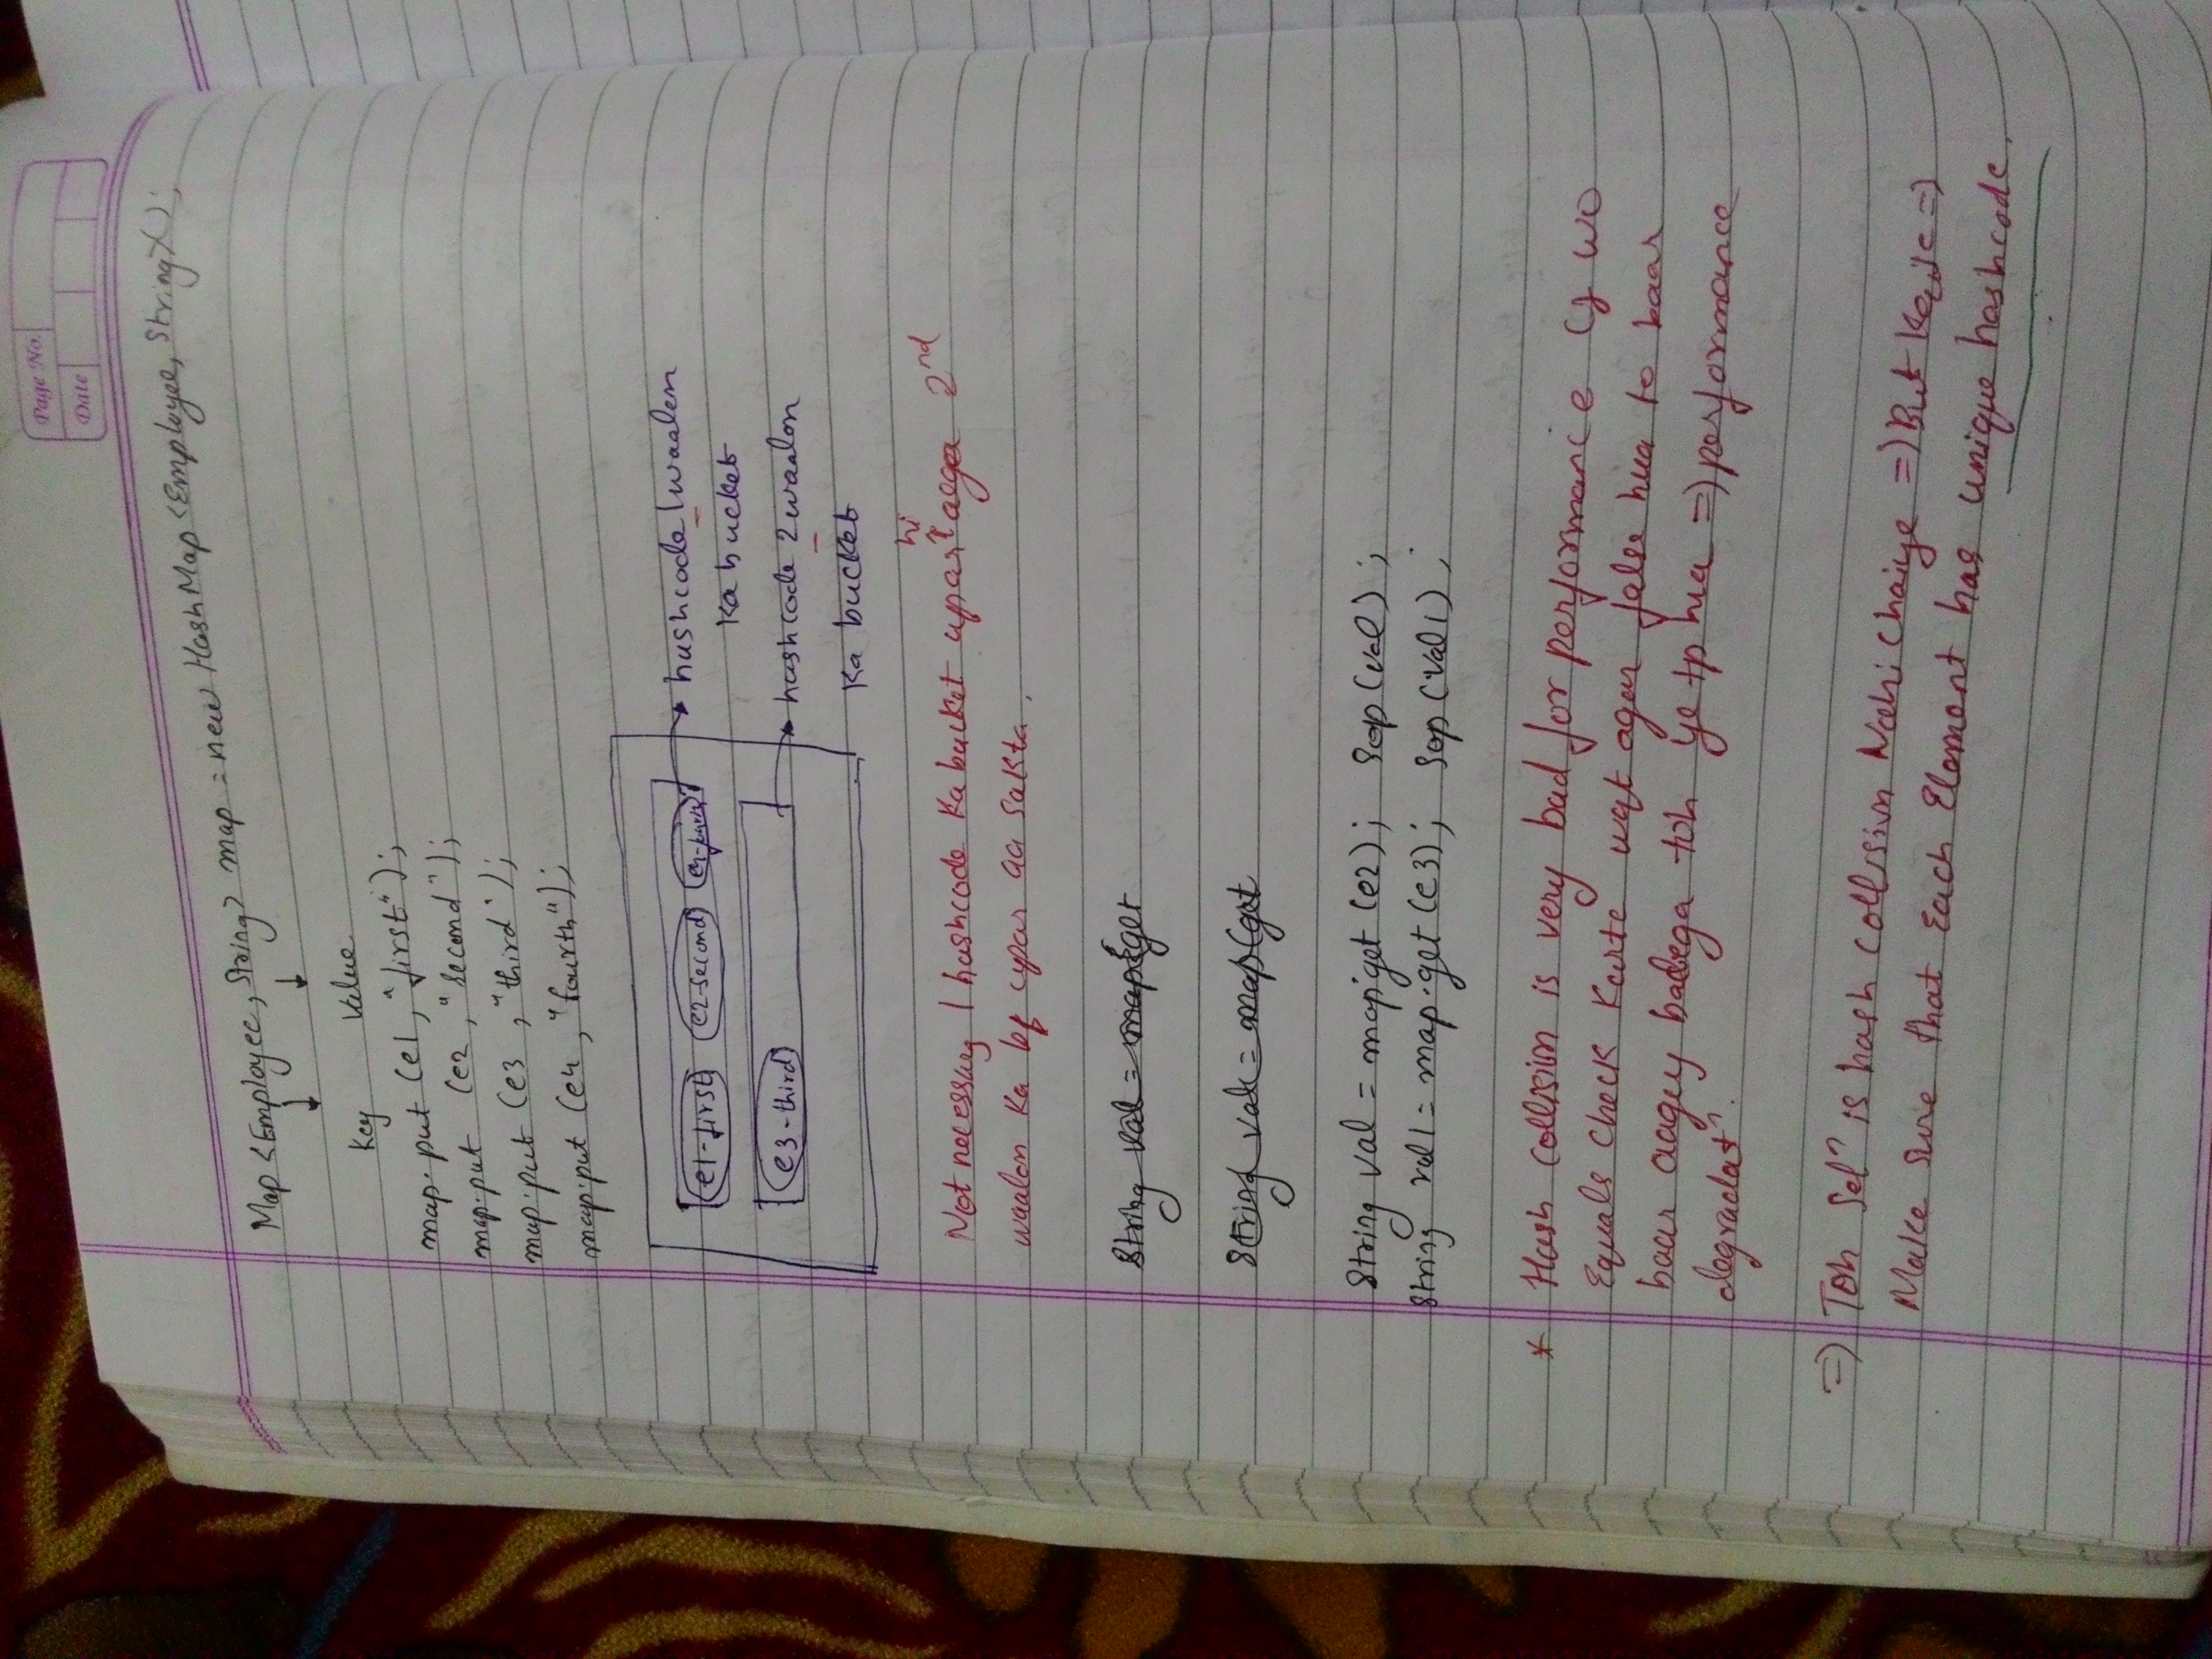 Page No.
Date
Map <Employee, String> map = new HashMap <Employee, String>();
↓ ↓
Key Value
map.put (e1, "first");
map.put (e2, "second");
map.put (e3, "third");
map.put (e4, "fourth");
e1-first e2-second e4-fourth → hashcode 1 waalon
Ka bucket
e3-third → hashcode 2 waalon
Ka bucket
hi
Not necessary 1 hashcode Ka bucket upar aega 2nd
waalon Ka bf upar aa sakta.
String val = map{get
String val = map(get
String val = map.get (e2); Sop (val);
String val1 = map.get (e3); Sop (val1);
* Hash collision is very bad for performance cz wo
Equals check Karte wqt agar false hua to baar
baar aagey badega toh ye tp hua => performance
degradat^n.
=> Toh Sol^n is hash collision Nahi Chaiye => But Kaise =>
Make sure that Each Element has unique hashcode.